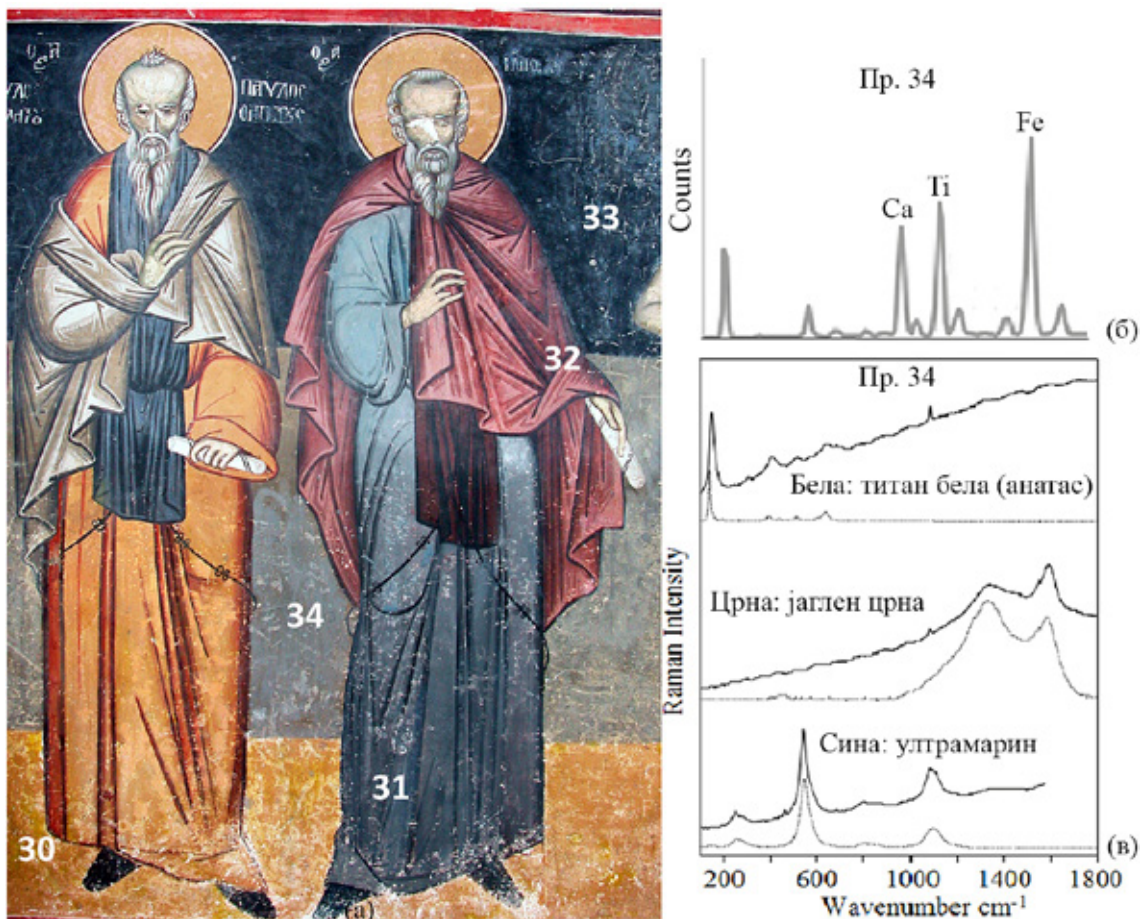 ΠΑΥΛΟС
33
32
34
31
30
(а)
Пр. 34
Counts
Ca
Ti
Fe
(б)
Пр. 34
Бела: титан бела (анатас)
Црна: јаглен црна
Сина: ултрамарин
Raman Intensity
200 600 1000 1400 1800
Wavenumber cm⁻¹
(в)